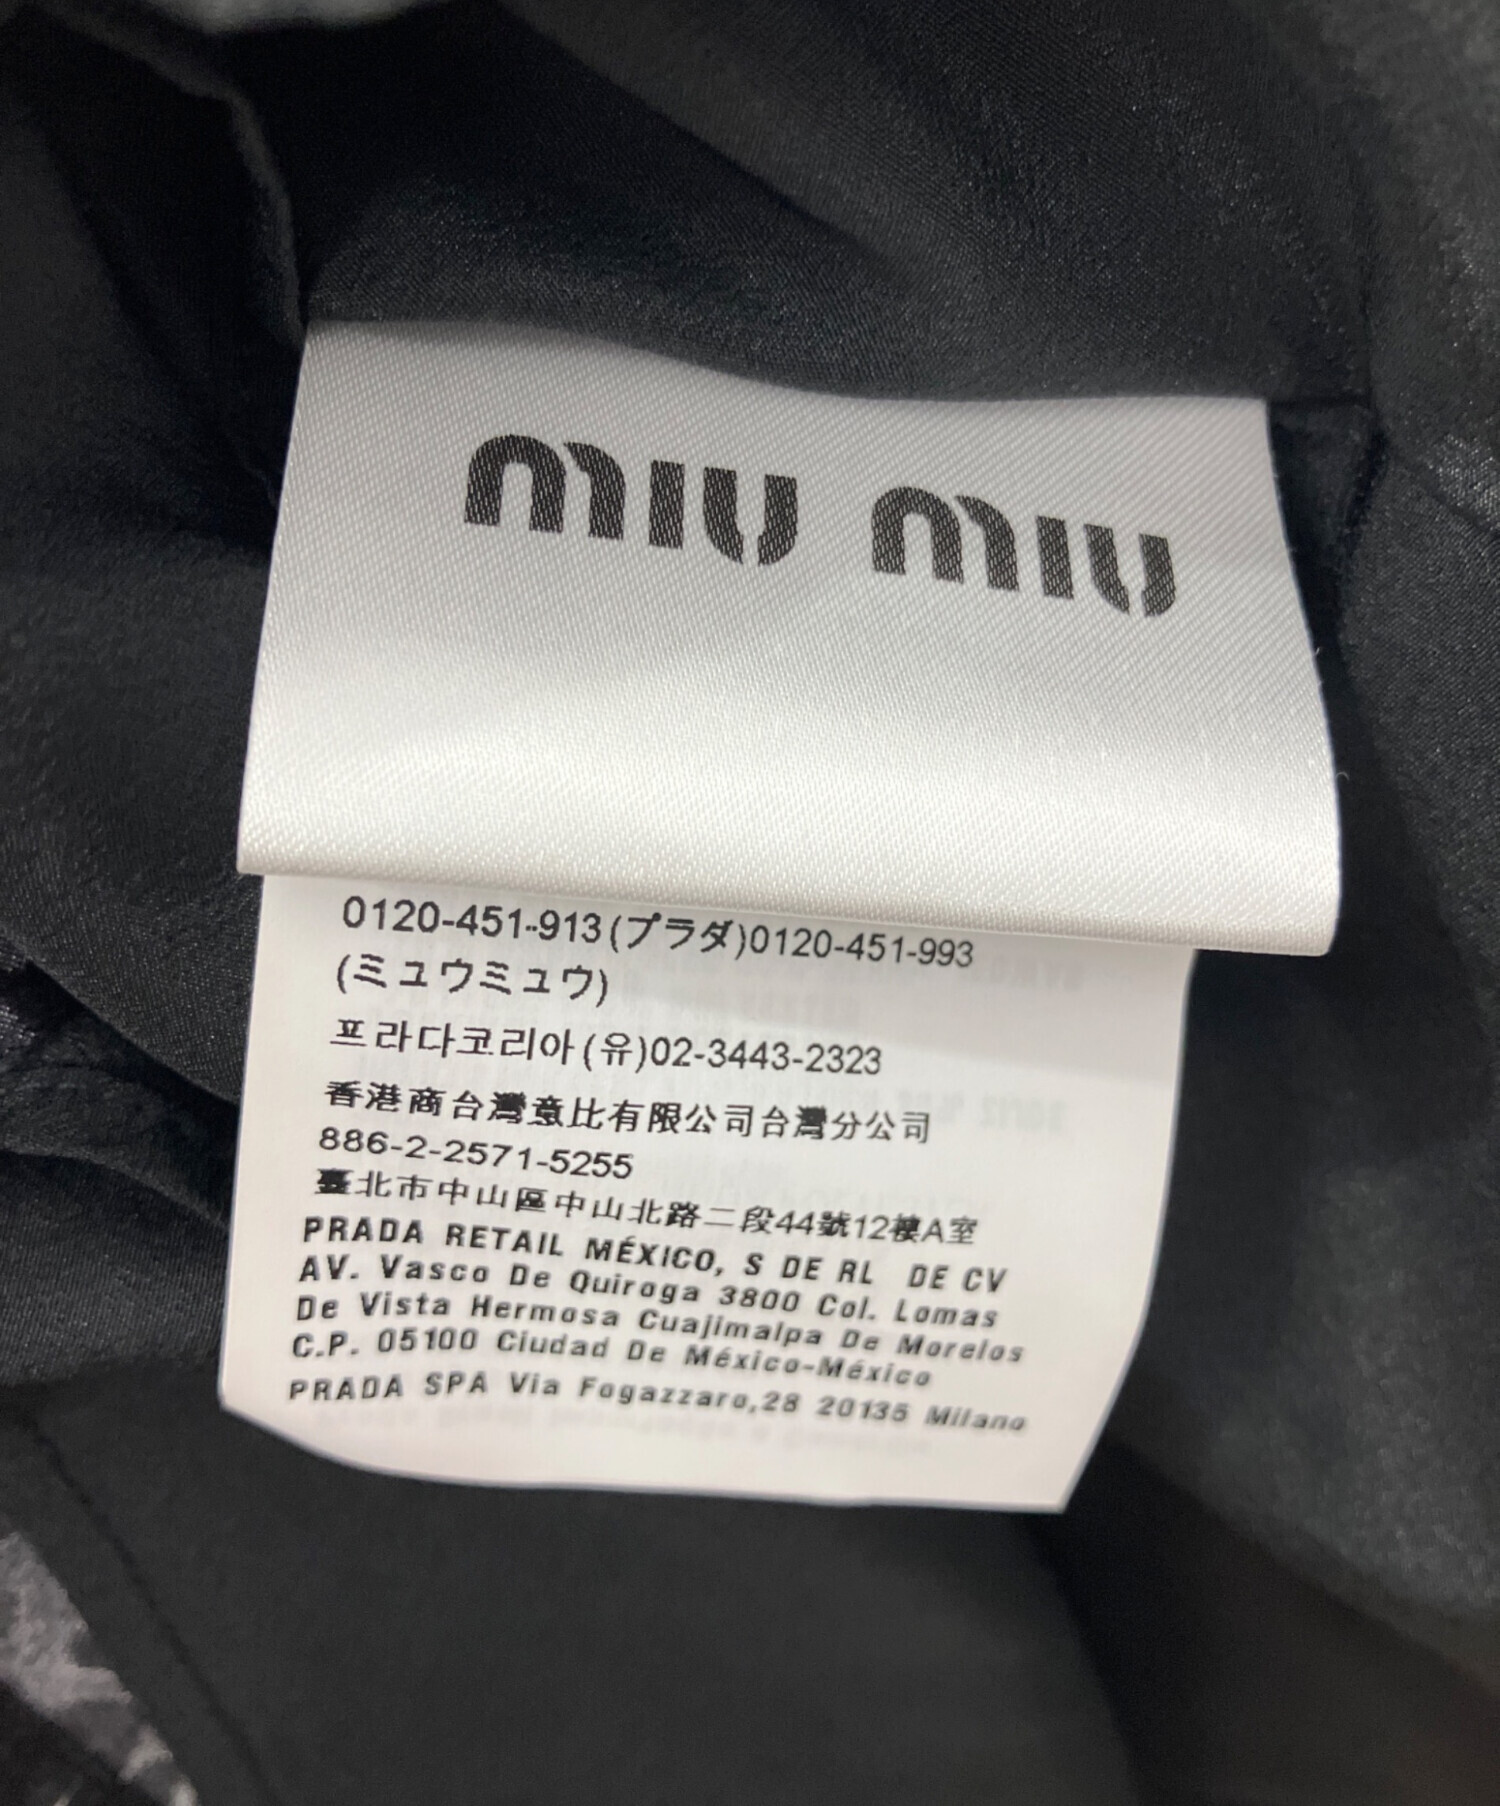 miu miu
0120-451-913(プラダ)0120-451-993
(ミュウミュウ)
프라다코리아(유)02-3443-2323
香港商台灣意比有限公司台灣分公司
886-2-2571-5255
臺北市中山區中山北路二段44號12樓A室
PRADA RETAIL MÉXICO, S DE RL DE CV
AV. Vasco De Quiroga 3800 Col. Lomas
De Vista Hermosa Cuajimalpa De Morelos
C.P. 05100 Ciudad De México-México
PRADA SPA Via Fogazzaro,28 20135 Milano